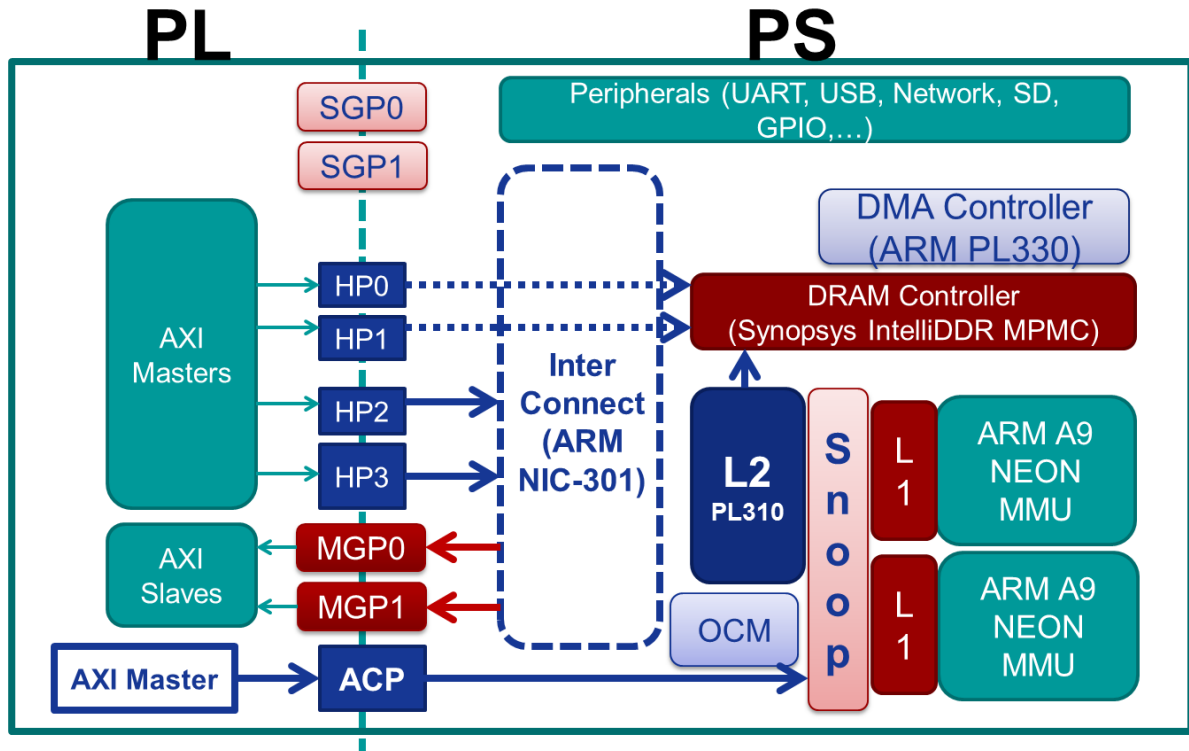 PL
PS
SGP0
SGP1
Peripherals (UART, USB, Network, SD,
GPIO,…)
DMA Controller
(ARM PL330)
DRAM Controller
(Synopsys IntelliDDR MPMC)
AXI
Masters
HP0
HP1
HP2
HP3
Inter
Connect
(ARM
NIC-301)
L2
PL310
S
n
o
o
p
L
1
ARM A9
NEON
MMU
L
1
ARM A9
NEON
MMU
AXI
Slaves
MGP0
MGP1
OCM
AXI Master
ACP